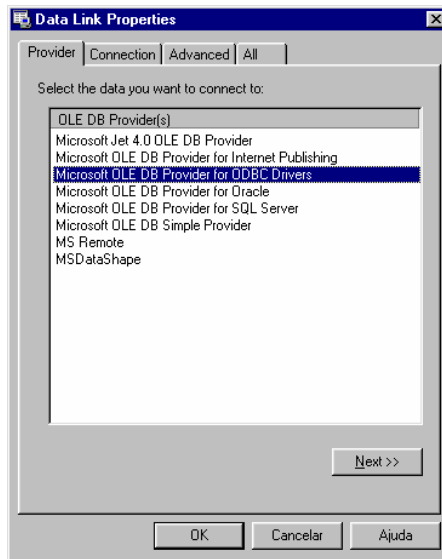 Data Link Properties
Provider Connection Advanced All
Select the data you want to connect to:
OLE DB Provider(s)
Microsoft Jet 4.0 OLE DB Provider
Microsoft OLE DB Provider for Internet Publishing
Microsoft OLE DB Provider for ODBC Drivers
Microsoft OLE DB Provider for Oracle
Microsoft OLE DB Provider for SQL Server
Microsoft OLE DB Simple Provider
MS Remote
MSDataShape
Next >>
OK Cancelar Ajuda